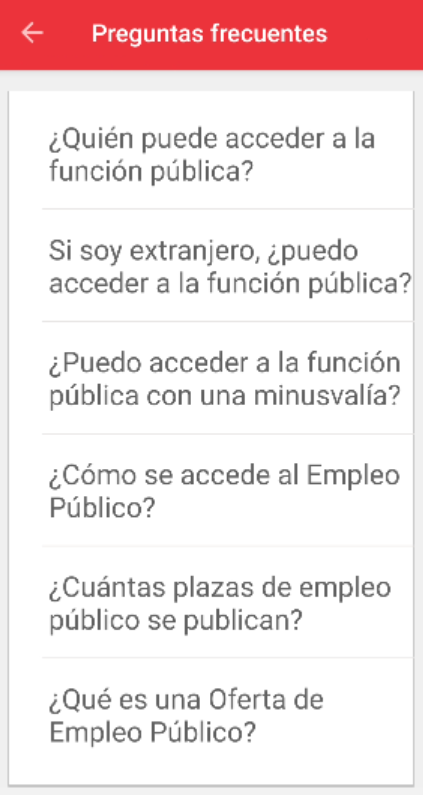 Preguntas frecuentes
¿Quién puede acceder a la
función pública?
Si soy extranjero, ¿puedo
acceder a la función pública?
¿Puedo acceder a la función
pública con una minusvalía?
¿Cómo se accede al Empleo
Público?
¿Cuántas plazas de empleo
público se publican?
¿Qué es una Oferta de
Empleo Público?